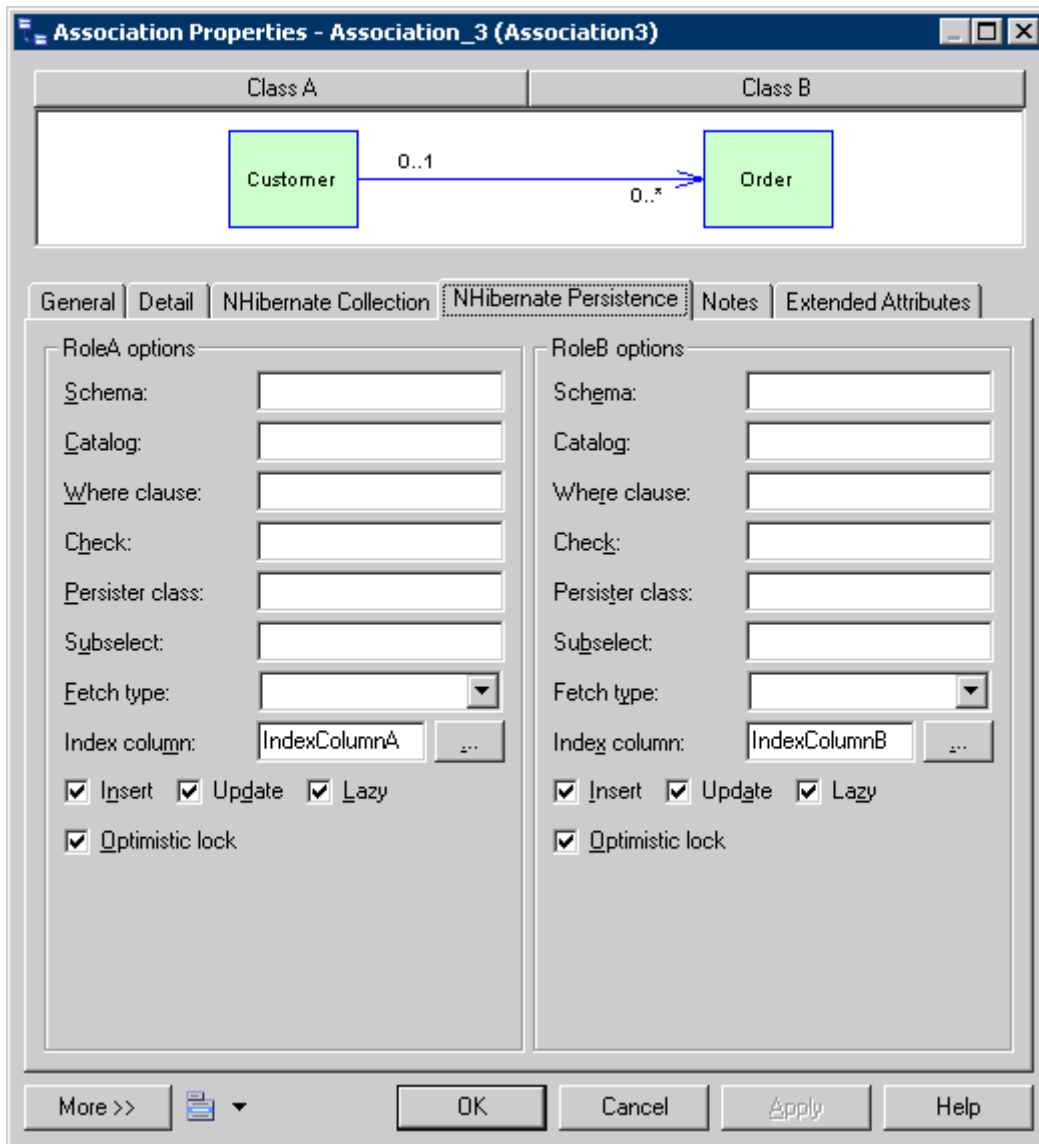 Association Properties - Association_3 (Association3)
Class A Class B
Customer 0..1 0..* Order
General Detail NHibernate Collection NHibernate Persistence Notes Extended Attributes
RoleA options RoleB options
Schema: Schema:
Catalog: Catalog:
Where clause: Where clause:
Check: Check:
Persister class: Persister class:
Subselect: Subselect:
Fetch type: Fetch type:
Index column: IndexColumnA ... Index column: IndexColumnB ...
Insert Update Lazy Insert Update Lazy
Optimistic lock Optimistic lock
More >> OK Cancel Apply Help